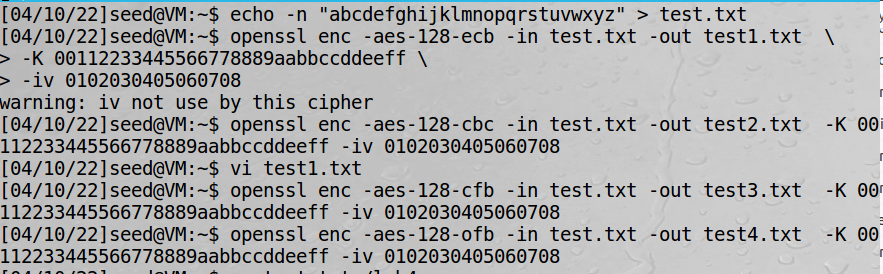 [04/10/22]seed@VM:~$ echo -n "abcdefghijklmnopqrstuvwxyz" > test.txt
[04/10/22]seed@VM:~$ openssl enc -aes-128-ecb -in test.txt -out test1.txt  \
> -K 00112233445566778889aabbccddeeff \
> -iv 0102030405060708
warning: iv not use by this cipher
[04/10/22]seed@VM:~$ openssl enc -aes-128-cbc -in test.txt -out test2.txt  -K 00
112233445566778889aabbccddeeff -iv 0102030405060708
[04/10/22]seed@VM:~$ vi test1.txt
[04/10/22]seed@VM:~$ openssl enc -aes-128-cfb -in test.txt -out test3.txt  -K 00
112233445566778889aabbccddeeff -iv 0102030405060708
[04/10/22]seed@VM:~$ openssl enc -aes-128-ofb -in test.txt -out test4.txt  -K 00
112233445566778889aabbccddeeff -iv 0102030405060708
[04/10/22]seed@VM:~$